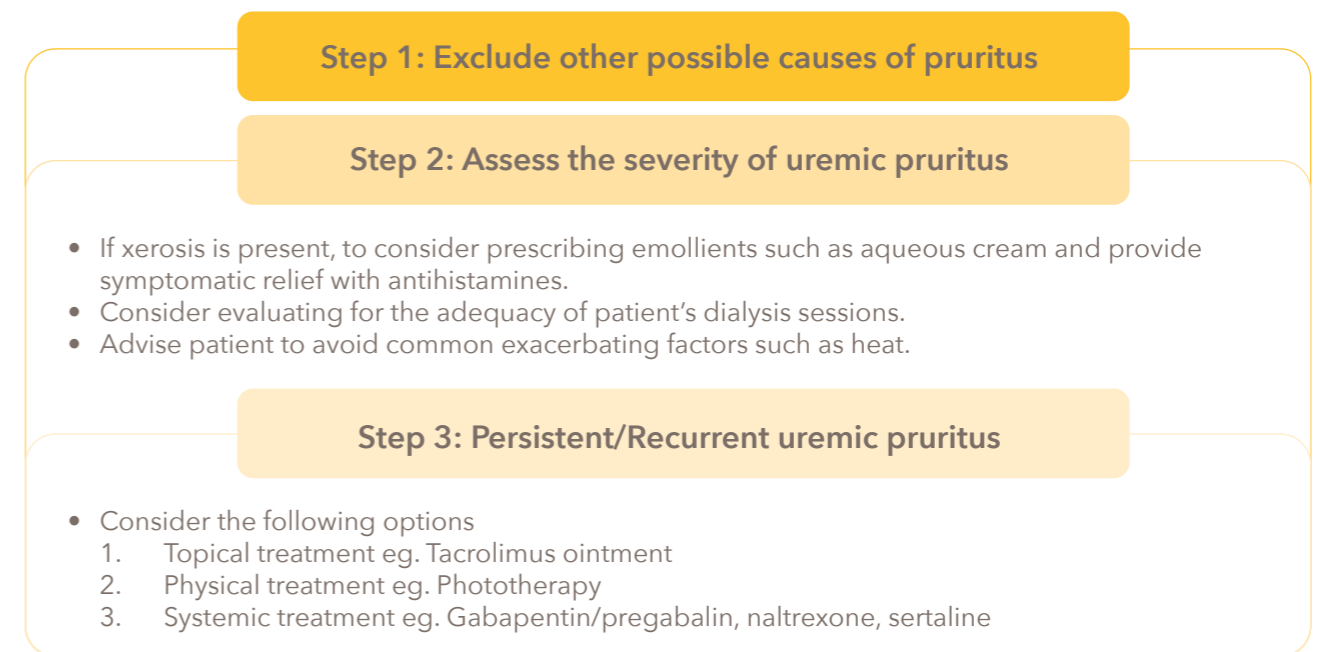 Step 1: Exclude other possible causes of pruritus
Step 2: Assess the severity of uremic pruritus
• If xerosis is present, to consider prescribing emollients such as aqueous cream and provide
symptomatic relief with antihistamines.
• Consider evaluating for the adequacy of patient’s dialysis sessions.
• Advise patient to avoid common exacerbating factors such as heat.
Step 3: Persistent/Recurrent uremic pruritus
• Consider the following options
1. Topical treatment eg. Tacrolimus ointment
2. Physical treatment eg. Phototherapy
3. Systemic treatment eg. Gabapentin/pregabalin, naltrexone, sertaline